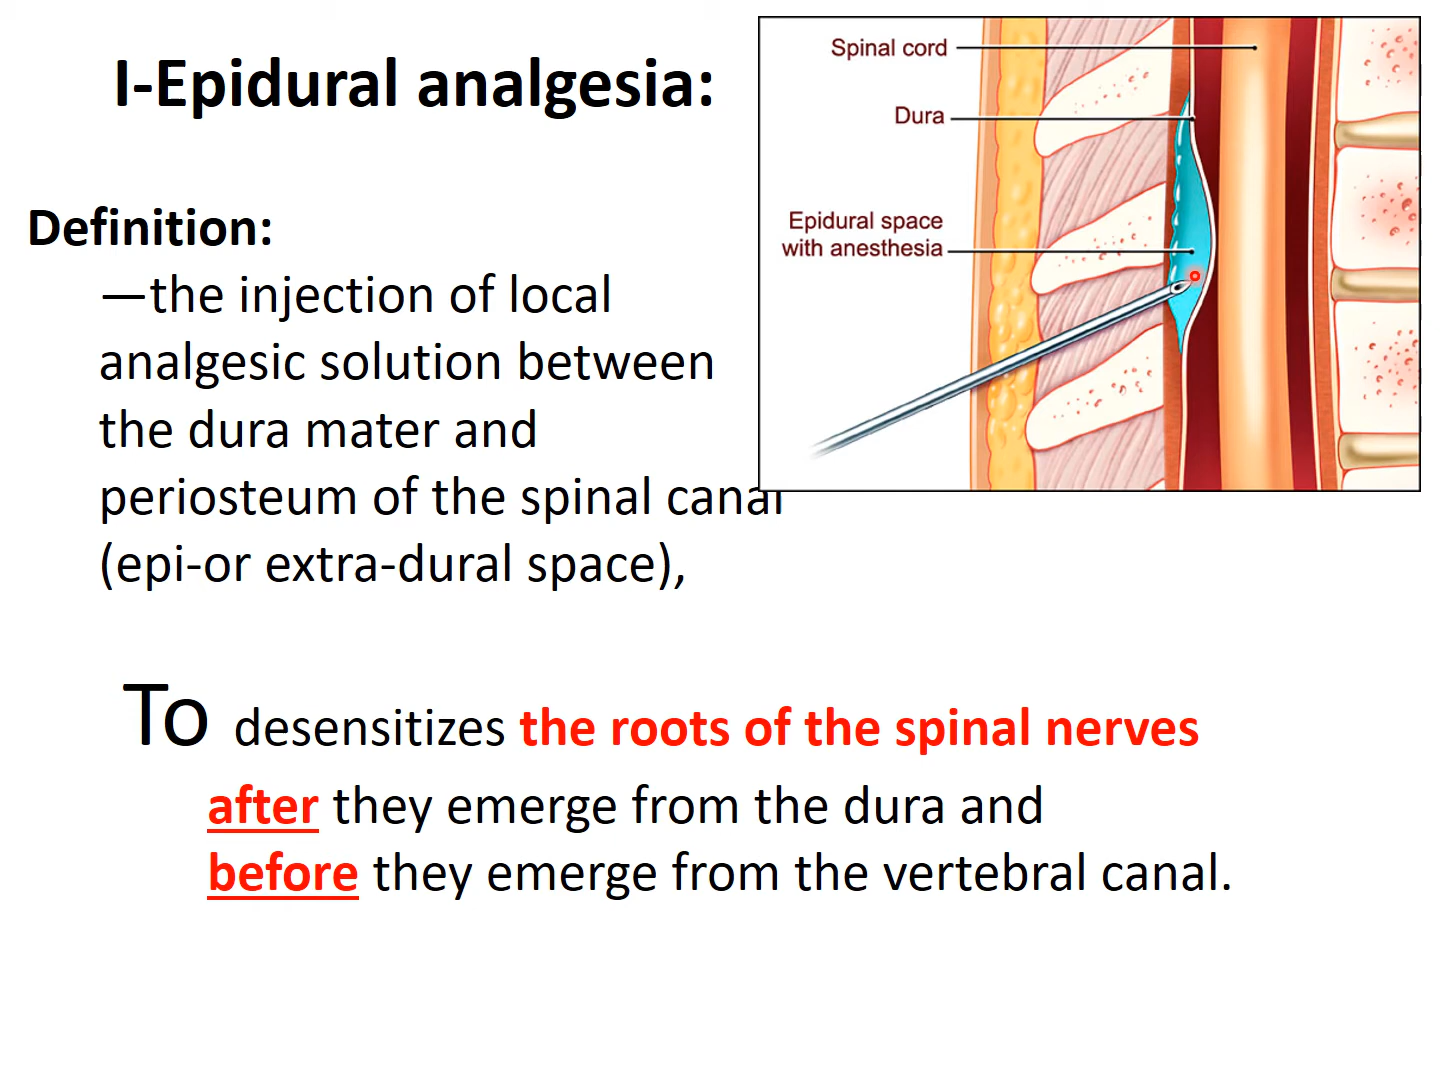 I-Epidural analgesia:
Definition:
—the injection of local
analgesic solution between
the dura mater and
periosteum of the spinal canal
(epi-or extra-dural space),
To desensitizes the roots of the spinal nerves
after they emerge from the dura and
before they emerge from the vertebral canal.
Spinal cord
Dura
Epidural space
with anesthesia